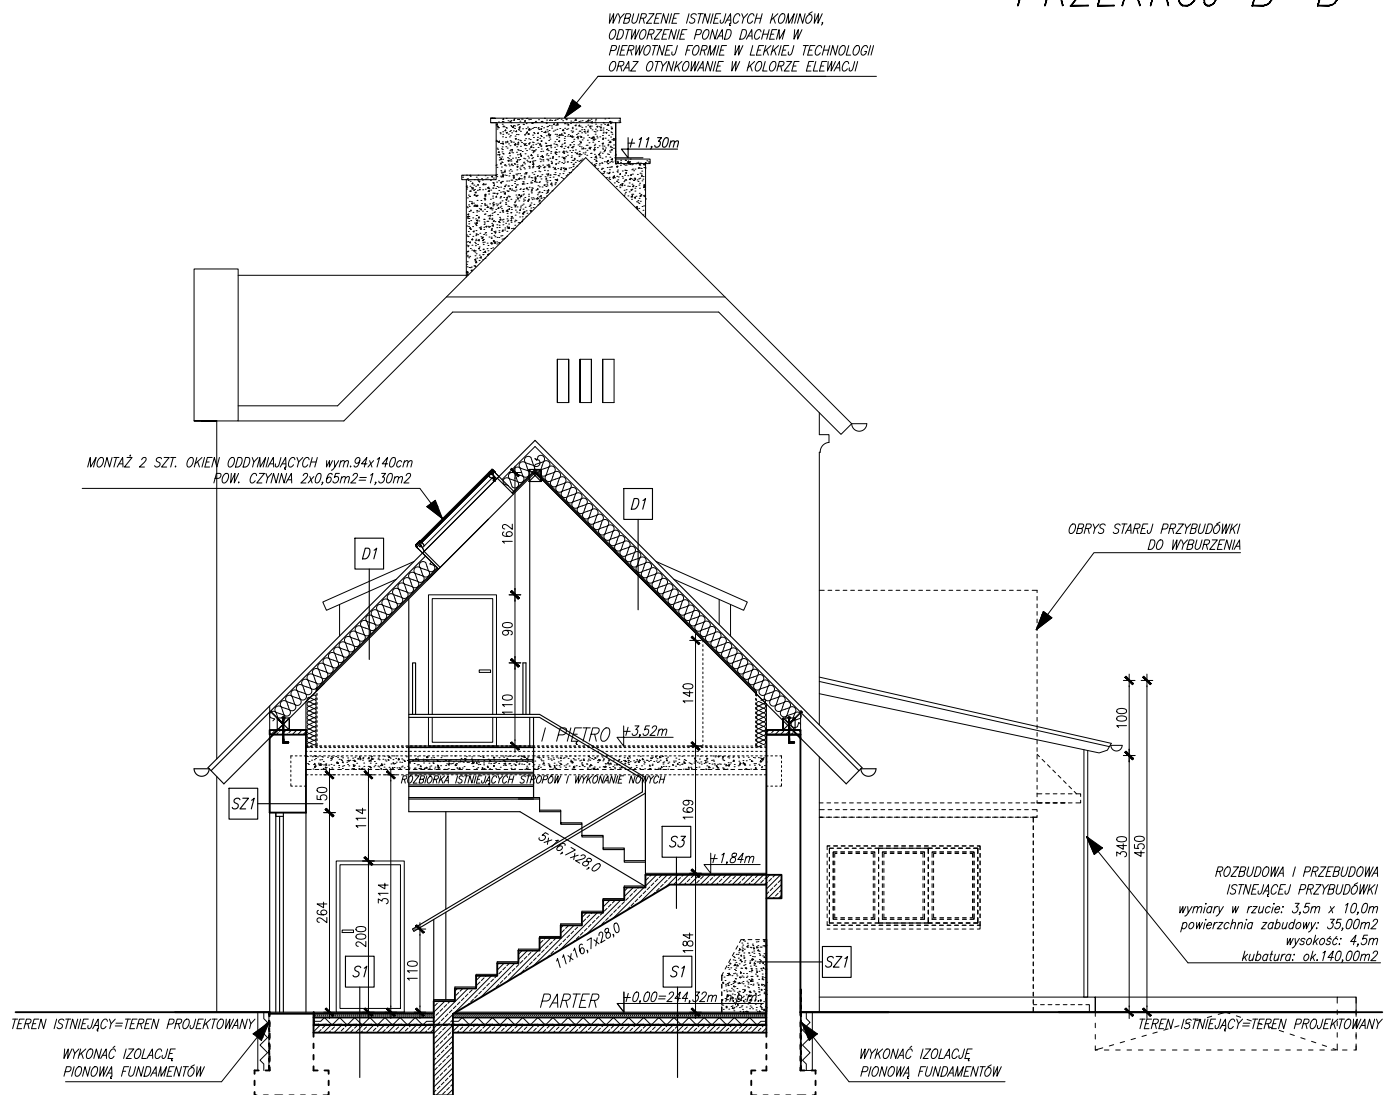 PRZEKRÓJ B-B
WYBURZENIE ISTNIEJĄCYCH KOMINÓW,
ODTWORZENIE PONAD DACHEM W
PIERWOTNEJ FORMIE W LEKKIEJ TECHNOLOGII
ORAZ OTYNKOWANIE W KOLORZE ELEWACJI
+11,30m
MONTAŻ 2 SZT. OKIEN ODDYMIAJĄCYCH wym.94x140cm
POW. CZYNNA 2x0,65m2=1,30m2
D1
D1
162
90
110
140
OBRYS STAREJ PRZYBUDÓWKI
DO WYBURZENIA
I PIĘTRO
+3,52m
ROZBIÓRKA ISTNIEJĄCYCH STROPÓW I WYKONANIE NOWYCH
SZ1
50
114
314
264
200
110
5x16,7x28,0
11x16,7x28,0
169
184
S3
+1,84m
S1
S1
SZ1
PARTER
+0,00=244,32m n.p.m.
100
340
450
ROZBUDOWA I PRZEBUDOWA
ISTNEJĄCEJ PRZYBUDÓWKI
wymiary w rzucie: 3,5m x 10,0m
powierzchnia zabudowy: 35,00m2
wysokość: 4,5m
kubatura: ok.140,00m2
TEREN ISTNIEJĄCY=TEREN PROJEKTOWANY
TEREN ISTNIEJĄCY=TEREN PROJEKTOWANY
WYKONAĆ IZOLACJĘ
PIONOWĄ FUNDAMENTÓW
WYKONAĆ IZOLACJĘ
PIONOWĄ FUNDAMENTÓW